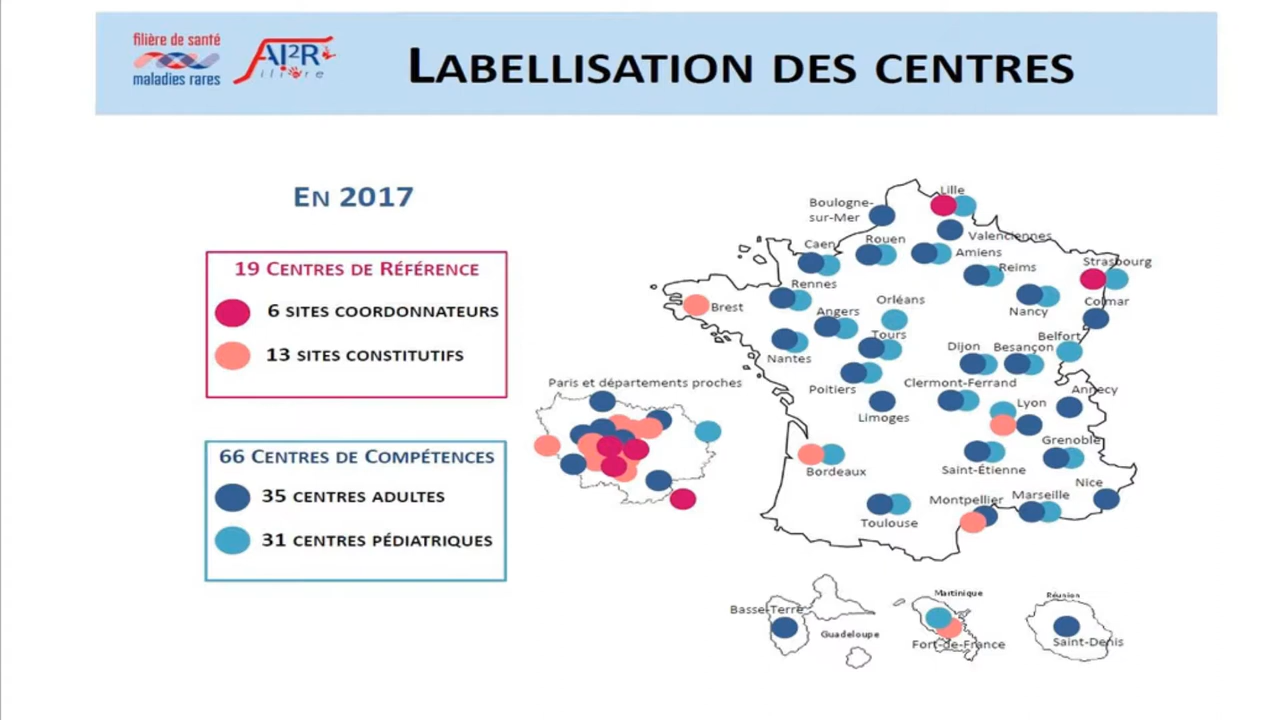 filière de santé
maladies rares
FAI²R
filière
LABELLISATION DES CENTRES
EN 2017
19 CENTRES DE RÉFÉRENCE
6 SITES COORDONNATEURS
13 SITES CONSTITUTIFS
66 CENTRES DE COMPÉTENCES
35 CENTRES ADULTES
31 CENTRES PÉDIATRIQUES
Paris et départements proches
Lille
Boulogne-
sur-Mer
Valenciennes
Caen
Rouen
Amiens
Reims
Strasbourg
Rennes
Nancy
Colmar
Brest
Angers
Orléans
Tours
Nantes
Dijon
Besançon
Belfort
Poitiers
Clermont-Ferrand
Annecy
Limoges
Lyon
Grenoble
Bordeaux
Saint-Étienne
Nice
Toulouse
Montpellier
Marseille
Basse-Terre
Guadeloupe
Martinique
Fort-de-France
Réunion
Saint-Denis